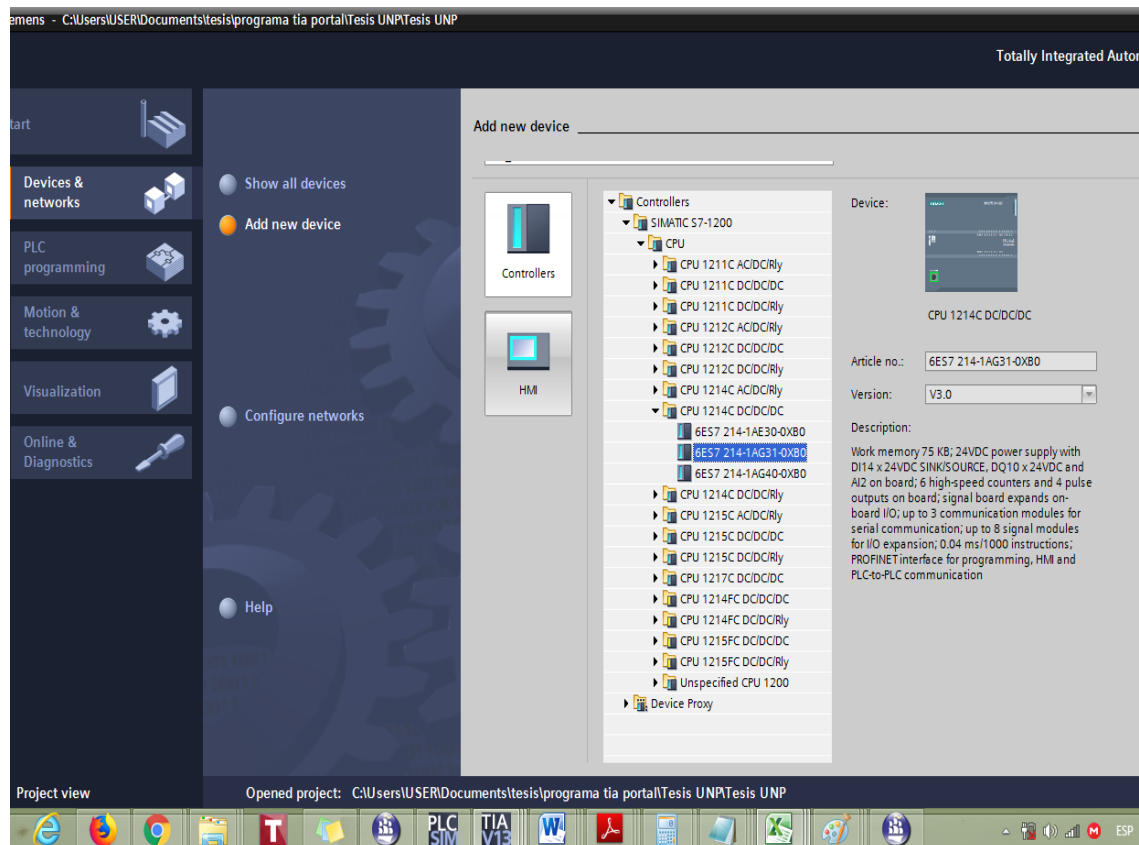 emens - C:\Users\USER\Documents\tesis\programa tia portal\Tesis UNP\Tesis UNP
Totally Integrated Autor
tart
Devices &
networks
PLC
programming
Motion &
technology
Visualization
Online &
Diagnostics
Show all devices
Add new device
Configure networks
Help
Add new device
Controllers
HMI
Controllers
SIMATIC S7-1200
CPU
CPU 1211C AC/DC/Rly
CPU 1211C DC/DC/DC
CPU 1211C DC/DC/Rly
CPU 1212C AC/DC/Rly
CPU 1212C DC/DC/DC
CPU 1212C DC/DC/Rly
CPU 1214C AC/DC/Rly
CPU 1214C DC/DC/DC
6ES7 214-1AE30-0XB0
6ES7 214-1AG31-0XB0
6ES7 214-1AG40-0XB0
CPU 1214C DC/DC/Rly
CPU 1215C AC/DC/Rly
CPU 1215C DC/DC/DC
CPU 1215C DC/DC/Rly
CPU 1217C DC/DC/DC
CPU 1214FC DC/DC/DC
CPU 1214FC DC/DC/Rly
CPU 1215FC DC/DC/DC
CPU 1215FC DC/DC/Rly
Unspecified CPU 1200
Device Proxy
Device:
CPU 1214C DC/DC/DC
Article no.: 6ES7 214-1AG31-0XB0
Version: V3.0
Description:
Work memory 75 KB; 24VDC power supply with
DI14 x 24VDC SINK/SOURCE, DQ10 x 24VDC and
AI2 on board; 6 high-speed counters and 4 pulse
outputs on board; signal board expands on-
board I/O; up to 3 communication modules for
serial communication; up to 8 signal modules
for I/O expansion; 0.04 ms/1000 instructions;
PROFINET interface for programming, HMI and
PLC-to-PLC communication
Project view
Opened project: C:\Users\USER\Documents\tesis\programa tia portal\Tesis UNP\Tesis UNP
PLC
SIM
TIA
V13
ESP